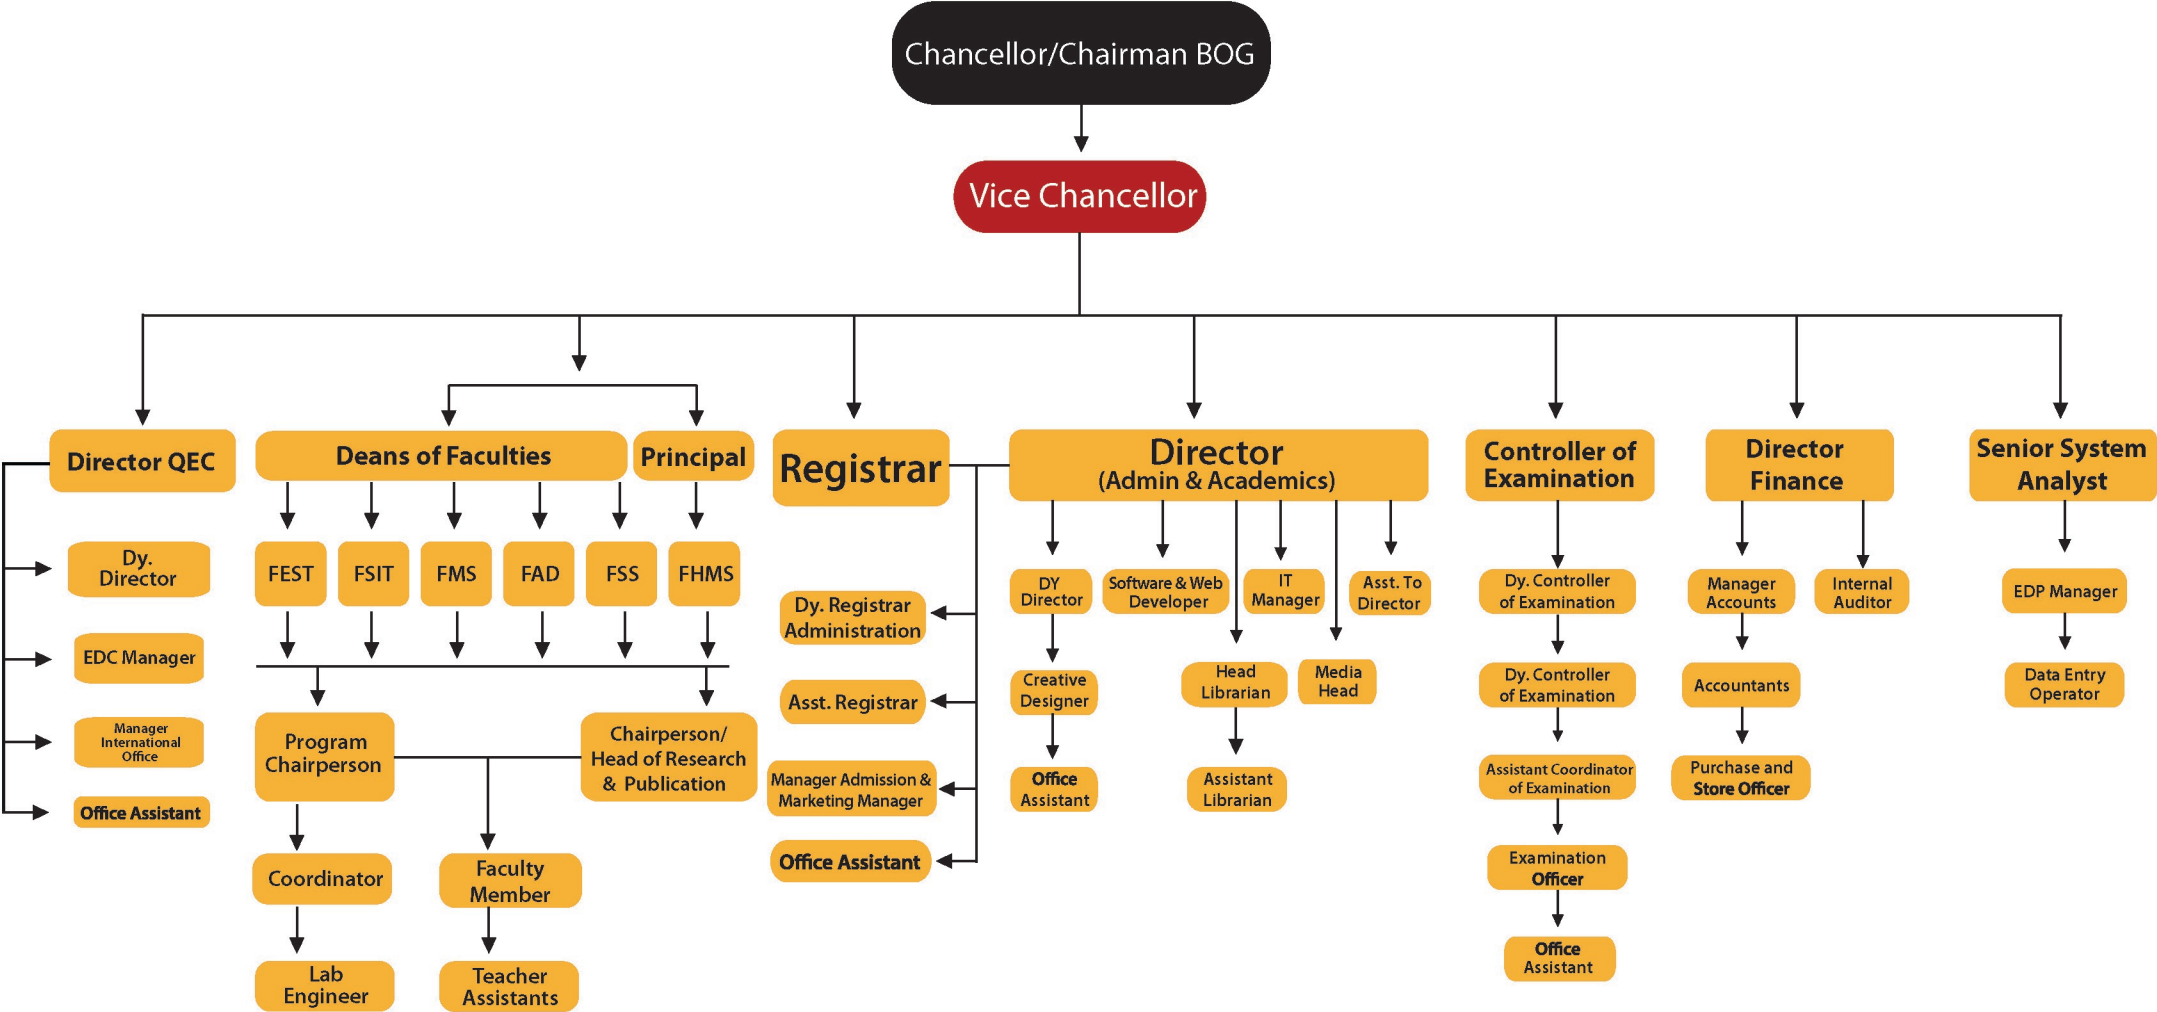 Chancellor/Chairman BOG
Vice Chancellor
Director QEC
Dy.
Director
EDC Manager
Manager
International
Office
Office Assistant
Deans of Faculties
Principal
FEST
FSIT
FMS
FAD
FSS
FHMS
Program
Chairperson
Chairperson/
Head of Research
& Publication
Coordinator
Faculty
Member
Lab
Engineer
Teacher
Assistants
Registrar
Dy. Registrar
Administration
Asst. Registrar
Manager Admission &
Marketing Manager
Office Assistant
Director
(Admin & Academics)
DY
Director
Software & Web
Developer
IT
Manager
Asst. To
Director
Creative
Designer
Head
Librarian
Media
Head
Office
Assistant
Assistant
Librarian
Controller of
Examination
Dy. Controller
of Examination
Dy. Controller
of Examination
Assistant Coordinator
of Examination
Examination
Officer
Office
Assistant
Director
Finance
Manager
Accounts
Internal
Auditor
Accountants
Purchase and
Store Officer
Senior System
Analyst
EDP Manager
Data Entry
Operator